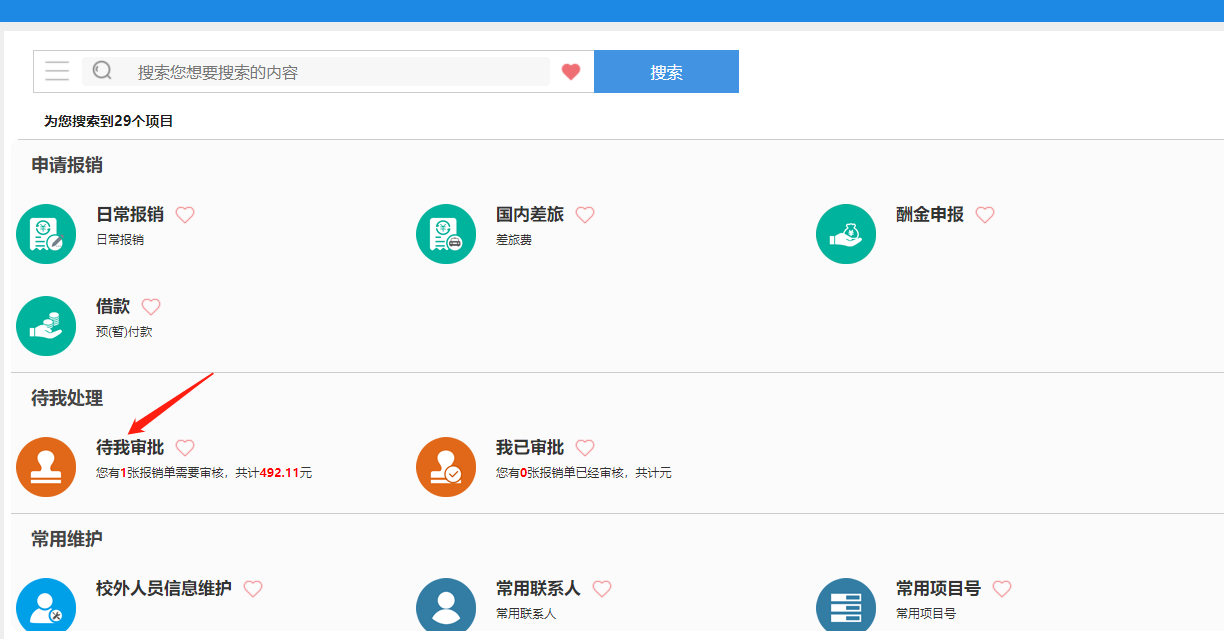 搜索您想要搜索的内容
搜索
为您搜索到29个项目
申请报销
日常报销
日常报销
国内差旅
差旅费
酬金申报
借款
预(暂)付款
待我处理
待我审批
您有1张报销单需要审核，共计492.11元
我已审批
您有0张报销单已经审核，共计元
常用维护
校外人员信息维护
常用联系人
常用联系人
常用项目号
常用项目号